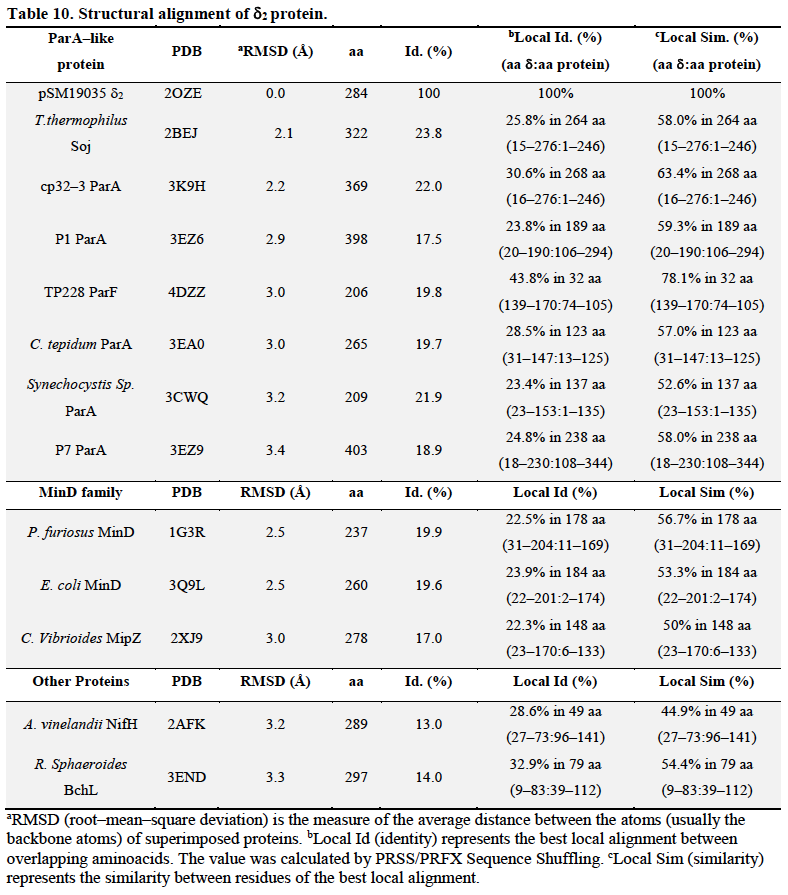 Table 10. Structural alignment of δ₂ protein.
ParA–like protein PDB ᵃRMSD (Å) aa Id. (%) ᵇLocal Id. (%) (aa δ:aa protein) ᶜLocal Sim. (%) (aa δ:aa protein)
pSM19035 δ₂ 2OZE 0.0 284 100 100% 100%
T.thermophilus Soj 2BEJ 2.1 322 23.8 25.8% in 264 aa (15–276:1–246) 58.0% in 264 aa (15–276:1–246)
cp32–3 ParA 3K9H 2.2 369 22.0 30.6% in 268 aa (16–276:1–246) 63.4% in 268 aa (16–276:1–246)
P1 ParA 3EZ6 2.9 398 17.5 23.8% in 189 aa (20–190:106–294) 59.3% in 189 aa (20–190:106–294)
TP228 ParF 4DZZ 3.0 206 19.8 43.8% in 32 aa (139–170:74–105) 78.1% in 32 aa (139–170:74–105)
C. tepidum ParA 3EA0 3.0 265 19.7 28.5% in 123 aa (31–147:13–125) 57.0% in 123 aa (31–147:13–125)
Synechocystis Sp. ParA 3CWQ 3.2 209 21.9 23.4% in 137 aa (23–153:1–135) 52.6% in 137 aa (23–153:1–135)
P7 ParA 3EZ9 3.4 403 18.9 24.8% in 238 aa (18–230:108–344) 58.0% in 238 aa (18–230:108–344)
MinD family PDB RMSD (Å) aa Id. (%) Local Id (%) Local Sim (%)
P. furiosus MinD 1G3R 2.5 237 19.9 22.5% in 178 aa (31–204:11–169) 56.7% in 178 aa (31–204:11–169)
E. coli MinD 3Q9L 2.5 260 19.6 23.9% in 184 aa (22–201:2–174) 53.3% in 184 aa (22–201:2–174)
C. Vibrioides MipZ 2XJ9 3.0 278 17.0 22.3% in 148 aa (23–170:6–133) 50% in 148 aa (23–170:6–133)
Other Proteins PDB RMSD (Å) aa Id. (%) Local Id (%) Local Sim (%)
A. vinelandii NifH 2AFK 3.2 289 13.0 28.6% in 49 aa (27–73:96–141) 44.9% in 49 aa (27–73:96–141)
R. Sphaeroides BchL 3END 3.3 297 14.0 32.9% in 79 aa (9–83:39–112) 54.4% in 79 aa (9–83:39–112)
ᵃRMSD (root–mean–square deviation) is the measure of the average distance between the atoms (usually the
backbone atoms) of superimposed proteins. ᵇLocal Id (identity) represents the best local alignment between
overlapping aminoacids. The value was calculated by PRSS/PRFX Sequence Shuffling. ᶜLocal Sim (similarity)
represents the similarity between residues of the best local alignment.